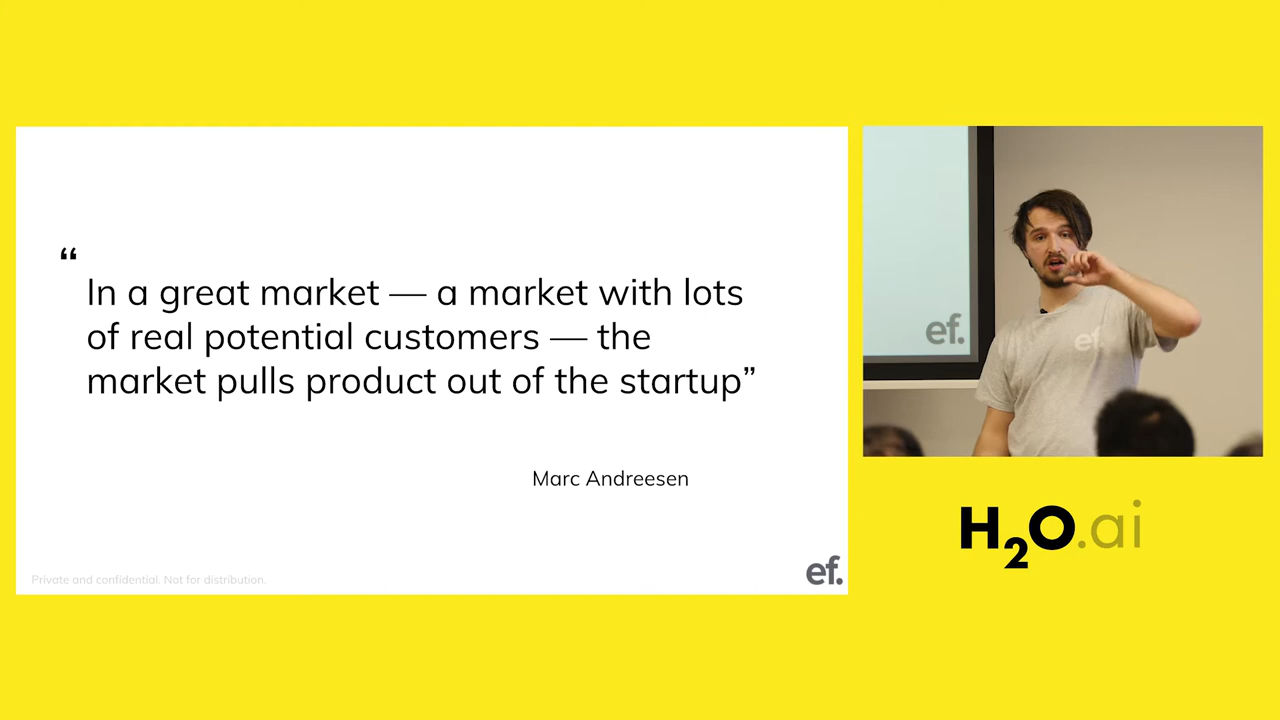 “
In a great market — a market with lots
of real potential customers — the
market pulls product out of the startup”
Marc Andreesen
Private and confidential. Not for distribution.
ef.
ef.
ef.
H2O.ai